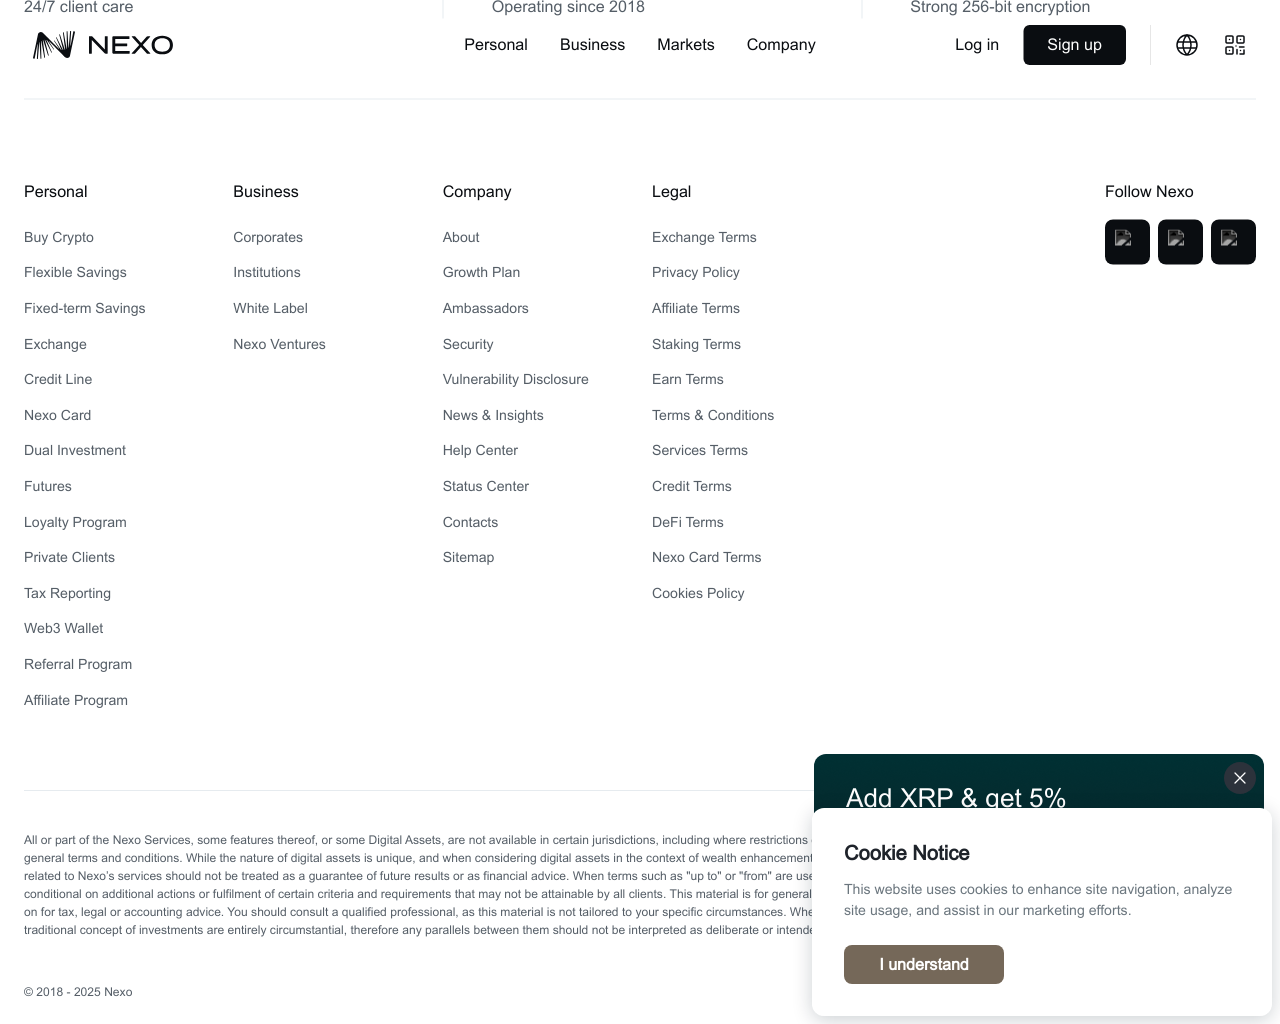 24/7 client care
Operating since 2018
Strong 256-bit encryption
NEXO
Personal
Business
Markets
Company
Log in
Sign up
Personal
Buy Crypto
Flexible Savings
Fixed-term Savings
Exchange
Credit Line
Nexo Card
Dual Investment
Futures
Loyalty Program
Private Clients
Tax Reporting
Web3 Wallet
Referral Program
Affiliate Program
Business
Corporates
Institutions
White Label
Nexo Ventures
Company
About
Growth Plan
Ambassadors
Security
Vulnerability Disclosure
News & Insights
Help Center
Status Center
Contacts
Sitemap
Legal
Exchange Terms
Privacy Policy
Affiliate Terms
Staking Terms
Earn Terms
Terms & Conditions
Services Terms
Credit Terms
DeFi Terms
Nexo Card Terms
Cookies Policy
Follow Nexo
All or part of the Nexo Services, some features thereof, or some Digital Assets, are not available in certain jurisdictions, including where restrictions
general terms and conditions. While the nature of digital assets is unique, and when considering digital assets in the context of wealth enhancement
related to Nexo's services should not be treated as a guarantee of future results or as financial advice. When terms such as "up to" or "from" are use
conditional on additional actions or fulfilment of certain criteria and requirements that may not be attainable by all clients. This material is for general
on for tax, legal or accounting advice. You should consult a qualified professional, as this material is not tailored to your specific circumstances. Whe
traditional concept of investments are entirely circumstantial, therefore any parallels between them should not be interpreted as deliberate or intende
© 2018 - 2025 Nexo
Add XRP & get 5%
Cookie Notice
This website uses cookies to enhance site navigation, analyze
site usage, and assist in our marketing efforts.
I understand